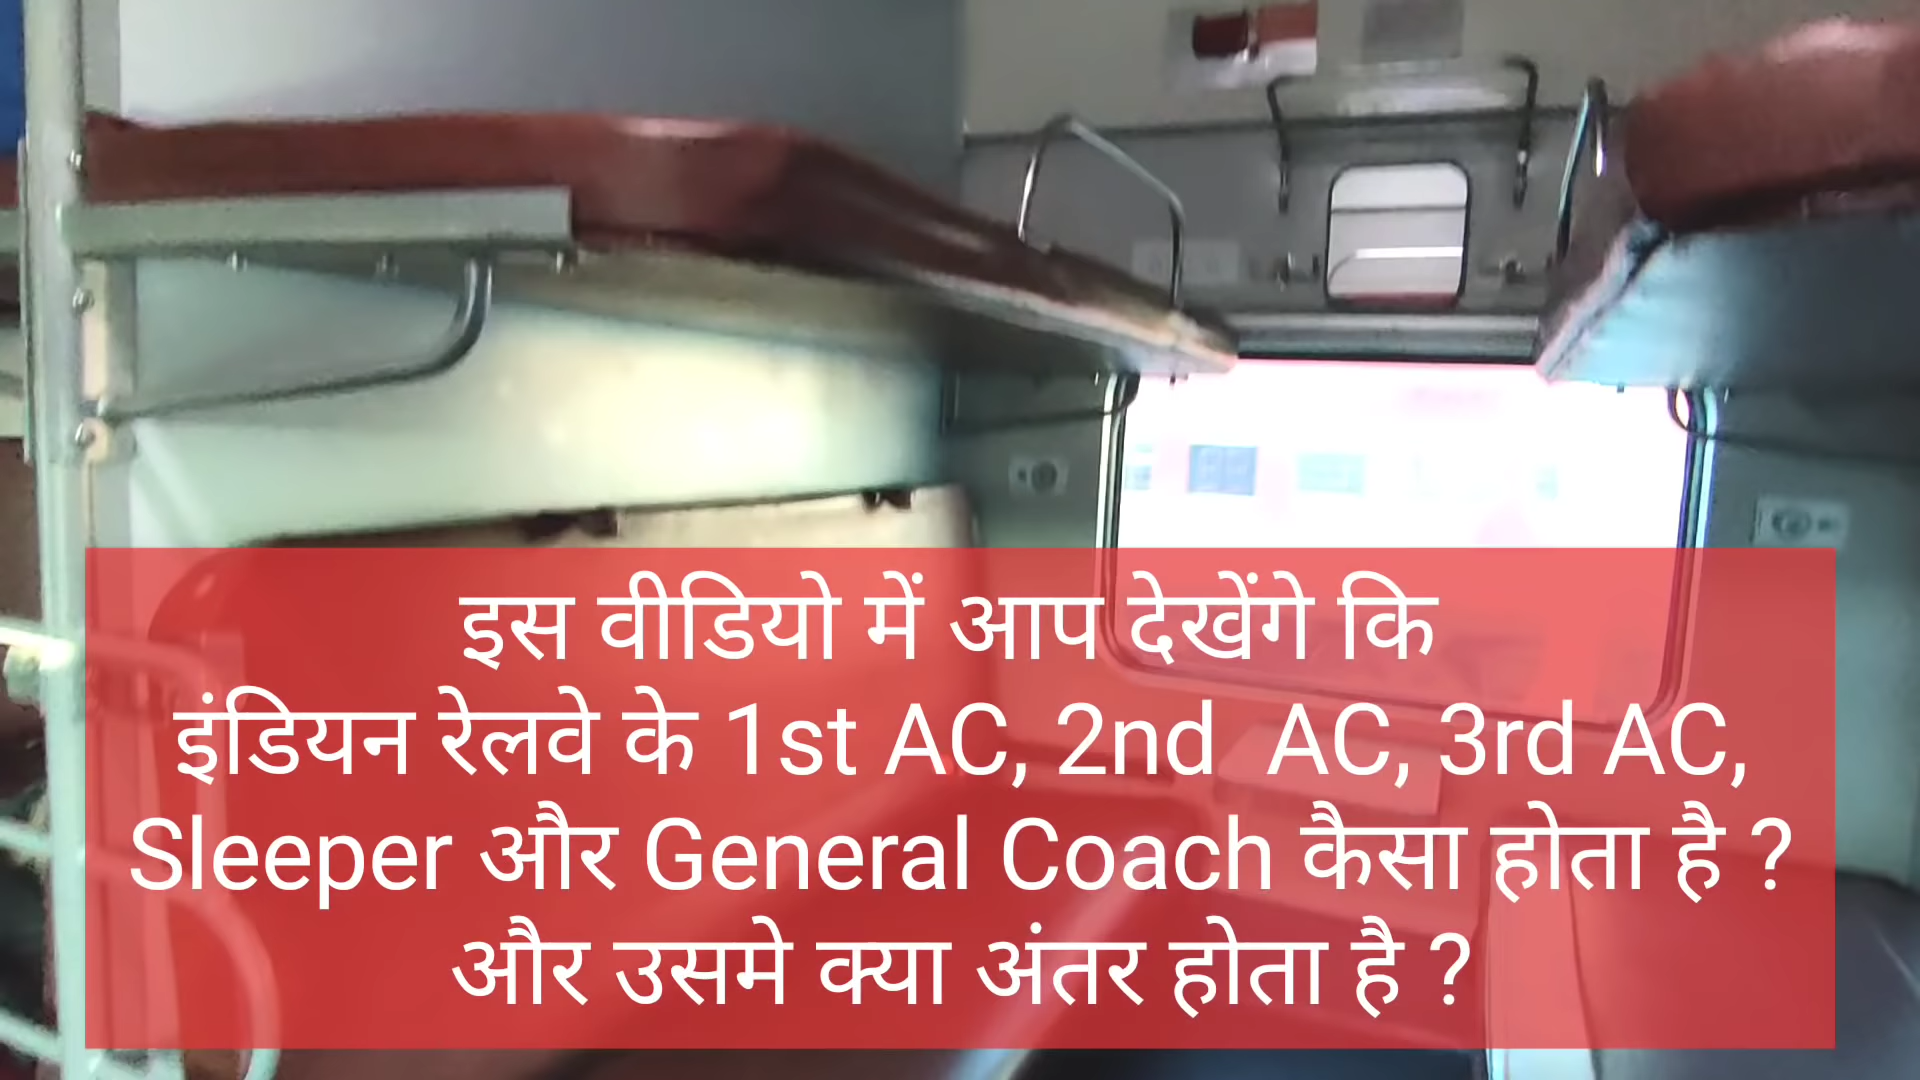 इस वीडियो में आप देखेंगे कि
इंडियन रेलवे के 1st AC, 2nd  AC, 3rd AC,
Sleeper और General Coach कैसा होता है ?
और उसमे क्या अंतर होता है ?